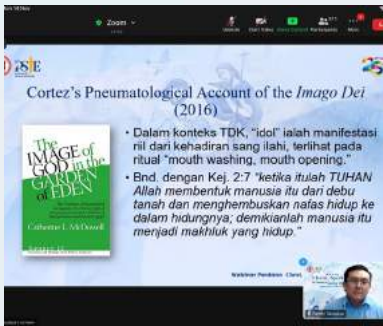 Zoom
Cortez's Pneumatological Account of the Imago Dei
(2016)
The
IMAGE of
GOD in the
GARDEN
of EDEN
Catherine L. McDowell
• Dalam konteks TDK, "idol" ialah manifestasi
riil dari kehadiran sang ilahi, terlihat pada
ritual "mouth washing, mouth opening."
• Bnd. dengan Kej. 2:7 "ketika itulah TUHAN
Allah membentuk manusia itu dari debu
tanah dan menghembuskan nafas hidup ke
dalam hidungnya; demikianlah manusia itu
menjadi makhluk yang hidup."